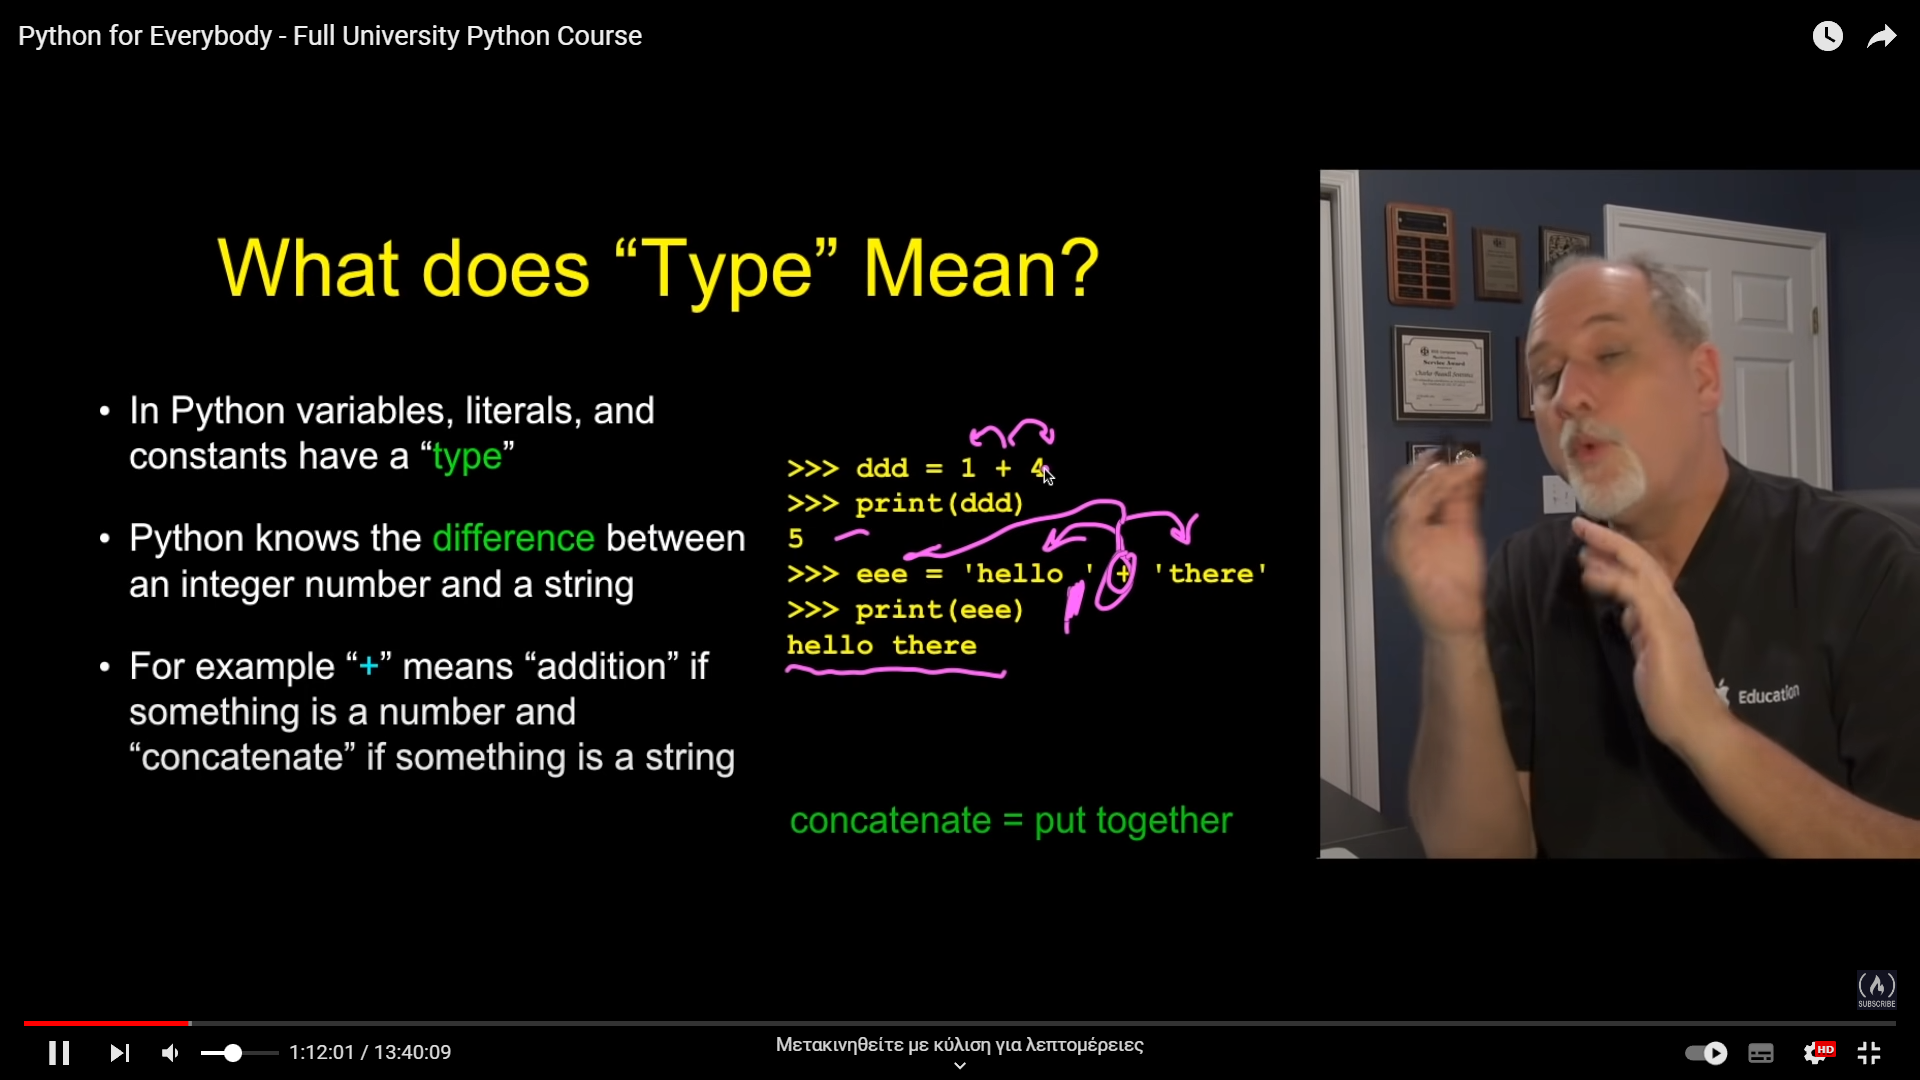 Python for Everybody - Full University Python Course
What does “Type” Mean?
• In Python variables, literals, and
constants have a “type”
• Python knows the difference between
an integer number and a string
• For example “+” means “addition” if
something is a number and
“concatenate” if something is a string
>>> ddd = 1 + 4
>>> print(ddd)
5
>>> eee = 'hello ' + 'there'
>>> print(eee)
hello there
concatenate = put together
Service Award
Education
SUBSCRIBE
1:12:01 / 13:40:09
Μετακινηθείτε με κύλιση για λεπτομέρειες
HD